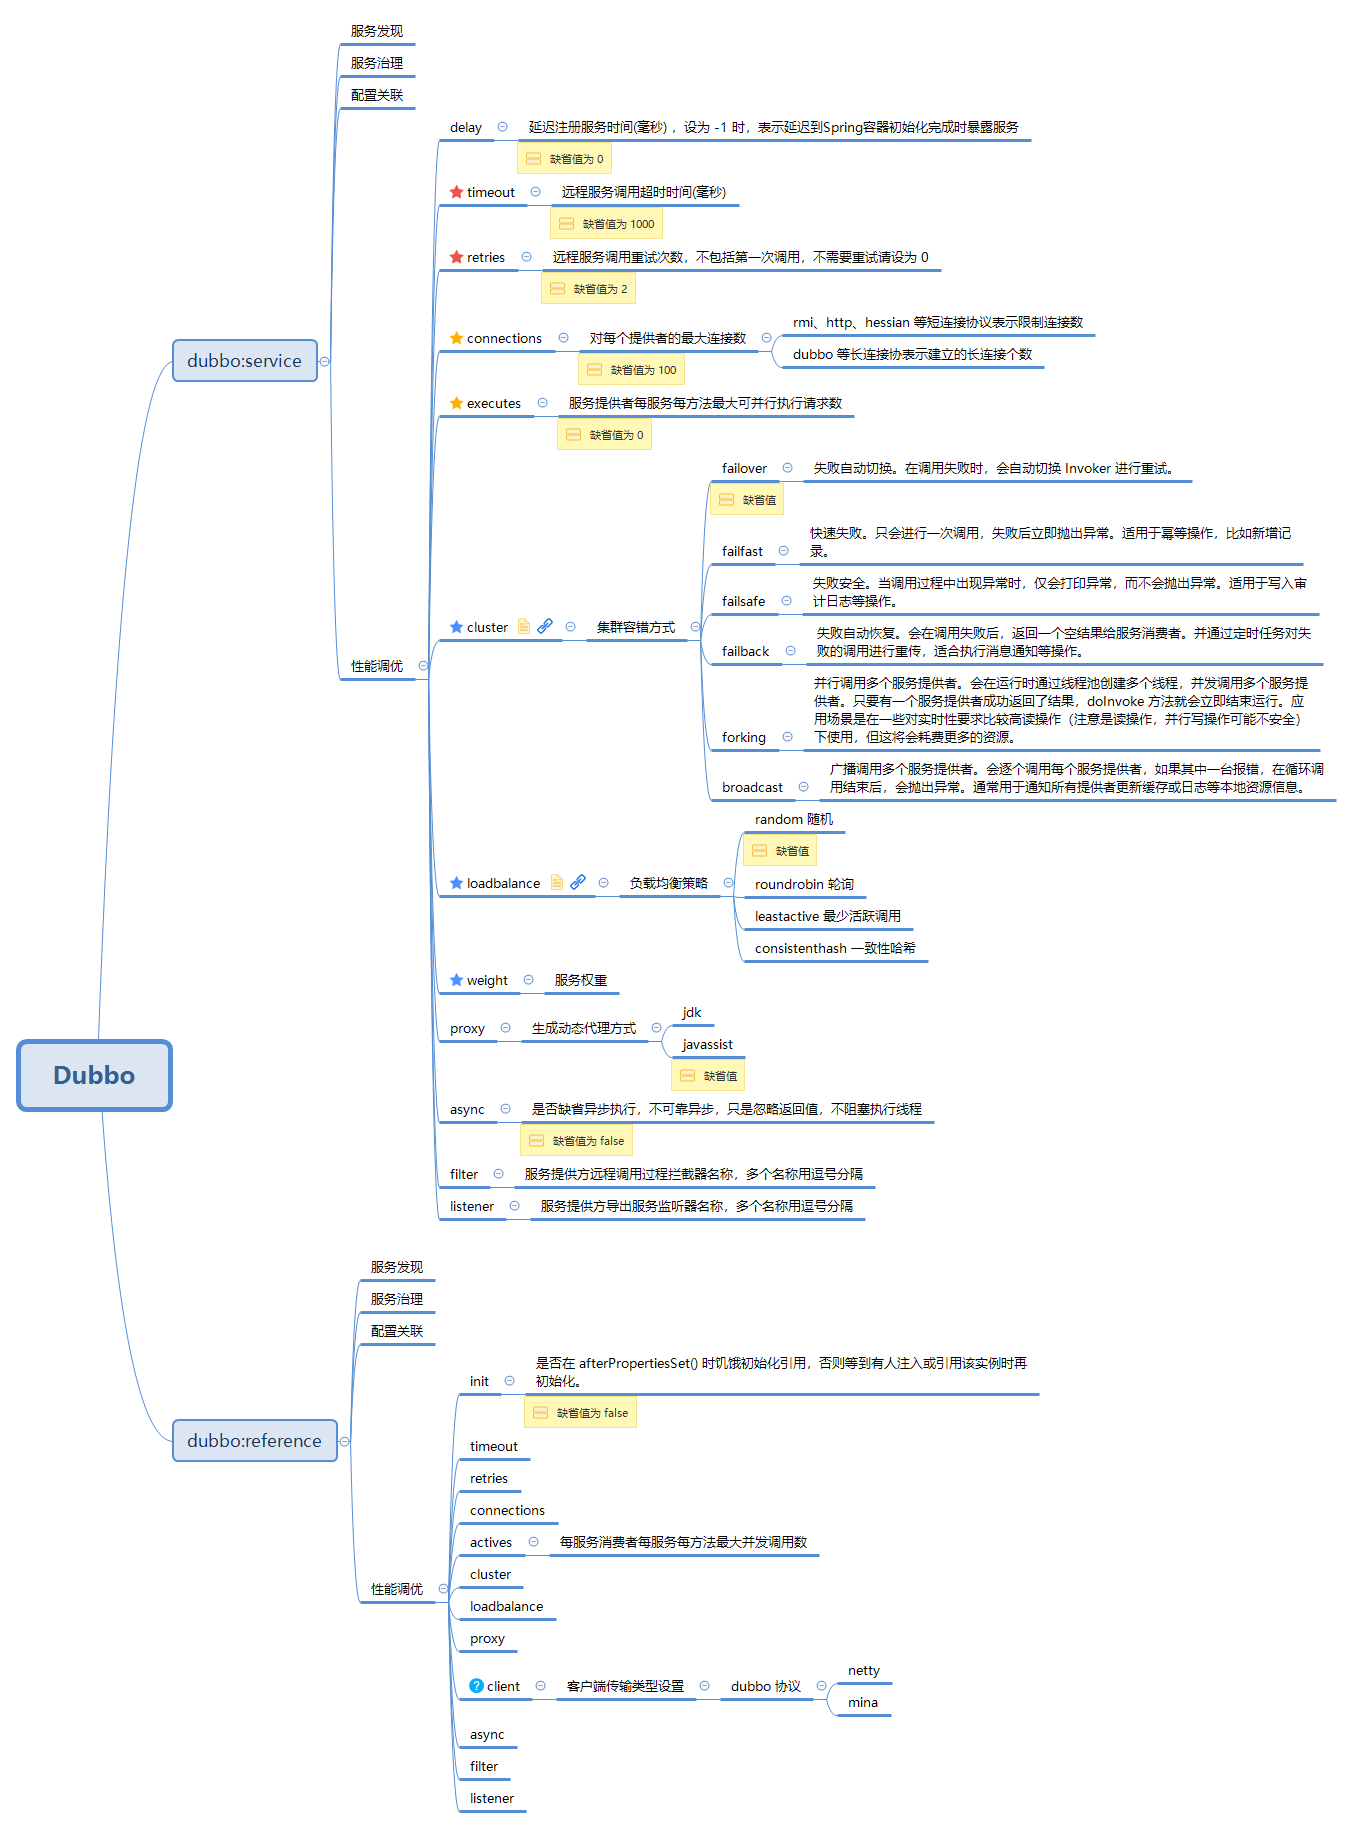 Dubbo
dubbo:service
服务发现
服务治理
配置关联
性能调优
delay
延迟注册服务时间(毫秒) ，设为 -1 时，表示延迟到Spring容器初始化完成时暴露服务
缺省值为 0
timeout
远程服务调用超时时间(毫秒)
缺省值为 1000
retries
远程服务调用重试次数，不包括第一次调用，不需要重试请设为 0
缺省值为 2
connections
对每个提供者的最大连接数
缺省值为 100
rmi、http、hessian 等短连接协议表示限制连接数
dubbo 等长连接协表示建立的长连接个数
executes
服务提供者每服务每方法最大可并行执行请求数
缺省值为 0
cluster
集群容错方式
failover
失败自动切换。在调用失败时，会自动切换 Invoker 进行重试。
缺省值
failfast
快速失败。只会进行一次调用，失败后立即抛出异常。适用于幂等操作，比如新增记
录。
failsafe
失败安全。当调用过程中出现异常时，仅会打印异常，而不会抛出异常。适用于写入审
计日志等操作。
failback
失败自动恢复。会在调用失败后，返回一个空结果给服务消费者。并通过定时任务对失
败的调用进行重传，适合执行消息通知等操作。
forking
并行调用多个服务提供者。会在运行时通过线程池创建多个线程，并发调用多个服务提
供者。只要有一个服务提供者成功返回了结果，doInvoke 方法就会立即结束运行。应
用场景是在一些对实时性要求比较高读操作（注意是读操作，并行写操作可能不安全）
下使用，但这将会耗费更多的资源。
broadcast
广播调用多个服务提供者。会逐个调用每个服务提供者，如果其中一台报错，在循环调
用结束后，会抛出异常。通常用于通知所有提供者更新缓存或日志等本地资源信息。
loadbalance
负载均衡策略
random 随机
缺省值
roundrobin 轮询
leastactive 最少活跃调用
consistenthash 一致性哈希
weight
服务权重
proxy
生成动态代理方式
jdk
javassist
缺省值
async
是否缺省异步执行，不可靠异步，只是忽略返回值，不阻塞执行线程
缺省值为 false
filter
服务提供方远程调用过程拦截器名称，多个名称用逗号分隔
listener
服务提供方导出服务监听器名称，多个名称用逗号分隔
dubbo:reference
服务发现
服务治理
配置关联
性能调优
init
是否在 afterPropertiesSet() 时饥饿初始化引用，否则等到有人注入或引用该实例时再
初始化。
缺省值为 false
timeout
retries
connections
actives
每服务消费者每服务每方法最大并发调用数
cluster
loadbalance
proxy
client
客户端传输类型设置
dubbo 协议
netty
mina
async
filter
listener